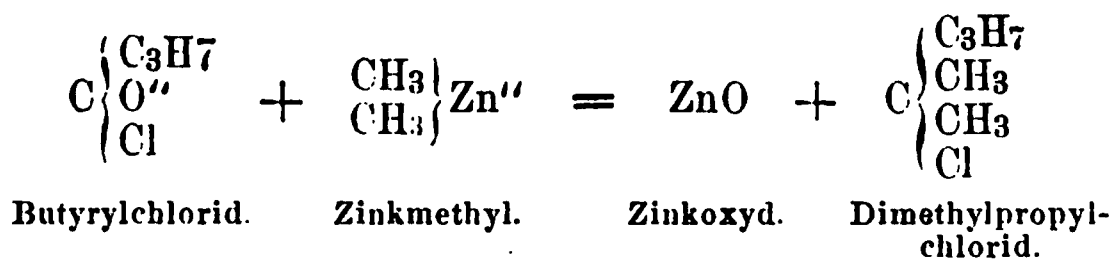 C { C3H7 O" Cl + CH3 CH3 } Zn" = ZnO + C { C3H7 CH3 CH3 Cl
Butyrylchlorid. Zinkmethyl. Zinkoxyd. Dimethylpropyl-
chlorid.